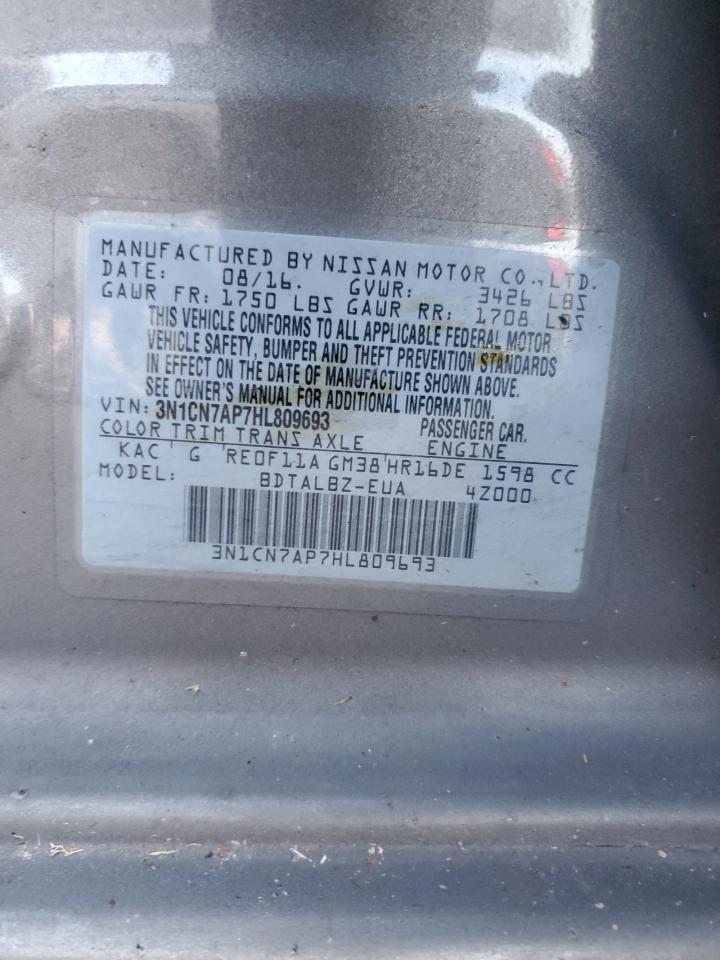 MANUFACTURED BY NISSAN MOTOR CO., LTD.
DATE: 08/16. GVWR: 3426 LBS
GAWR FR: 1750 LBS GAWR RR: 1708 LBS
THIS VEHICLE CONFORMS TO ALL APPLICABLE FEDERAL MOTOR
VEHICLE SAFETY, BUMPER AND THEFT PREVENTION STANDARDS
IN EFFECT ON THE DATE OF MANUFACTURE SHOWN ABOVE.
SEE OWNER'S MANUAL FOR ADDITIONAL INFORMATION.
VIN: 3N1CN7AP7HL809693 PASSENGER CAR.
COLOR TRIM TRANS AXLE ENGINE
KAC G RE0F11A GM38 HR16DE 1598 CC
MODEL: BDTALBZ-EUA 4Z000
3N1CN7AP7HL809693